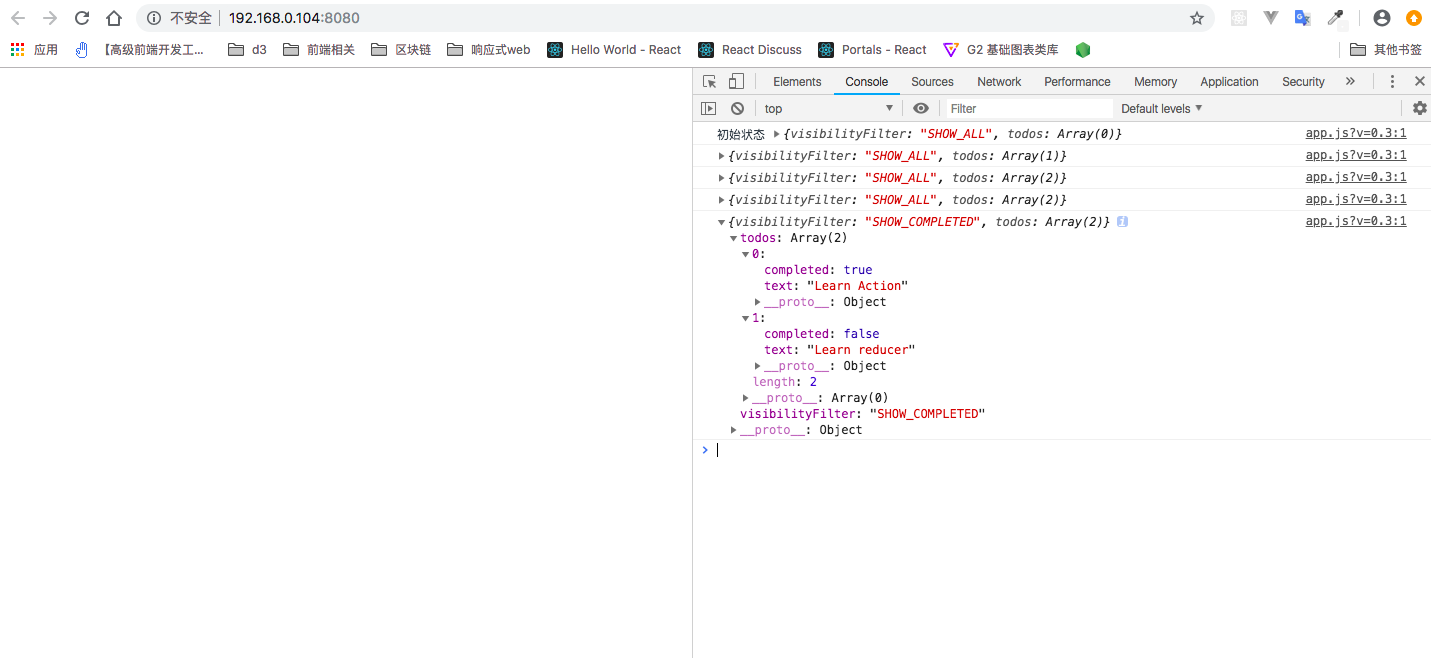 不安全 192.168.0.104:8080
应用 【高级前端开发工... d3 前端相关 区块链 响应式web Hello World - React React Discuss Portals - React G2 基础图表类库 其他书签
Elements Console Sources Network Performance Memory Application Security »
top Filter Default levels
初始状态 {visibilityFilter: "SHOW_ALL", todos: Array(0)} app.js?v=0.3:1
{visibilityFilter: "SHOW_ALL", todos: Array(1)} app.js?v=0.3:1
{visibilityFilter: "SHOW_ALL", todos: Array(2)} app.js?v=0.3:1
{visibilityFilter: "SHOW_ALL", todos: Array(2)} app.js?v=0.3:1
{visibilityFilter: "SHOW_COMPLETED", todos: Array(2)} i app.js?v=0.3:1
todos: Array(2)
0:
completed: true
text: "Learn Action"
__proto__: Object
1:
completed: false
text: "Learn reducer"
__proto__: Object
length: 2
__proto__: Array(0)
visibilityFilter: "SHOW_COMPLETED"
__proto__: Object